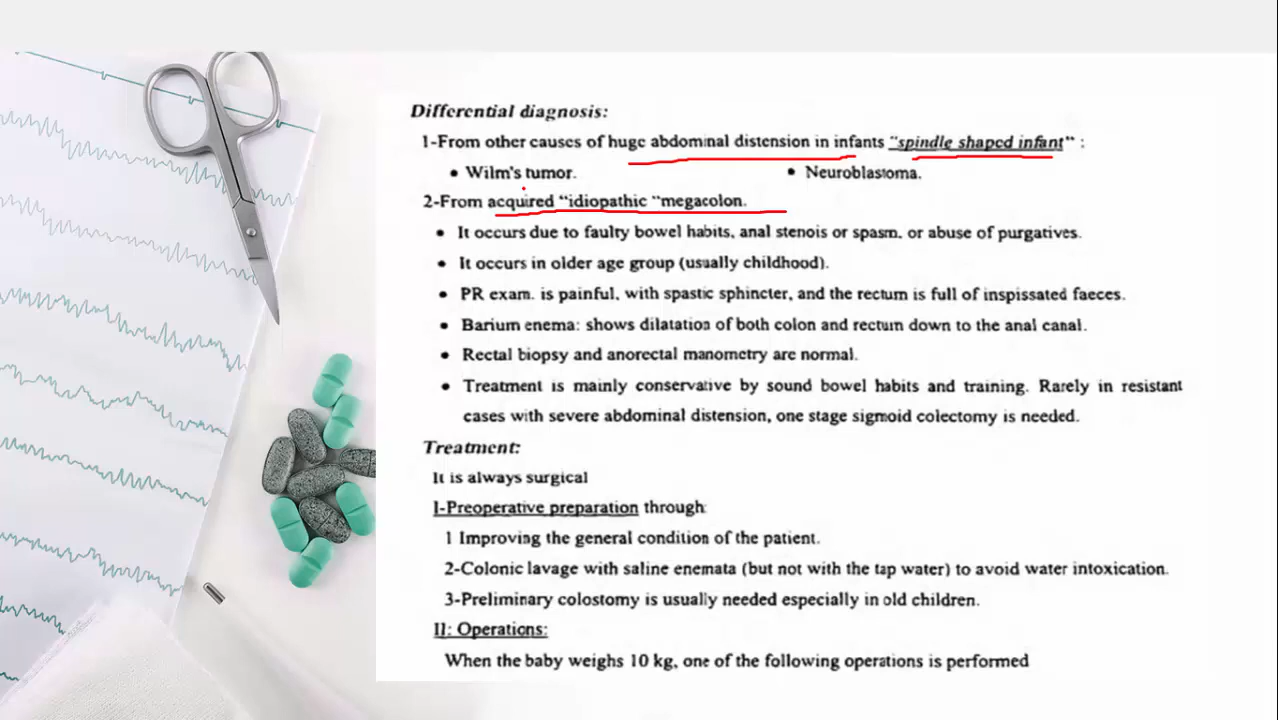 Differential diagnosis:
1-From other causes of huge abdominal distension in infants "spindle shaped infant" :
• Wilm's tumor. • Neuroblastoma.
2-From acquired "idiopathic "megacolon.
• It occurs due to faulty bowel habits, anal stenois or spasm, or abuse of purgatives.
• It occurs in older age group (usually childhood).
• PR exam. is painful, with spastic sphincter, and the rectum is full of inspissated faeces.
• Barium enema: shows dilatation of both colon and rectum down to the anal canal.
• Rectal biopsy and anorectal manometry are normal.
• Treatment is mainly conservative by sound bowel habits and training. Rarely in resistant
cases with severe abdominal distension, one stage sigmoid colectomy is needed.
Treatment:
It is always surgical
I-Preoperative preparation through:
1 Improving the general condition of the patient.
2-Colonic lavage with saline enemata (but not with the tap water) to avoid water intoxication.
3-Preliminary colostomy is usually needed especially in old children.
II: Operations:
When the baby weighs 10 kg, one of the following operations is performed